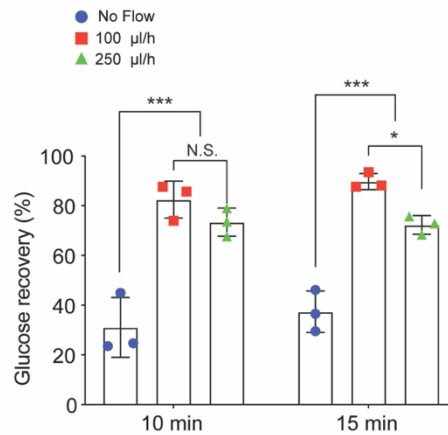 No Flow
100 µl/h
250 µl/h
***
***
N.S.
*
Glucose recovery (%)
100
80
60
40
20
0
10 min
15 min